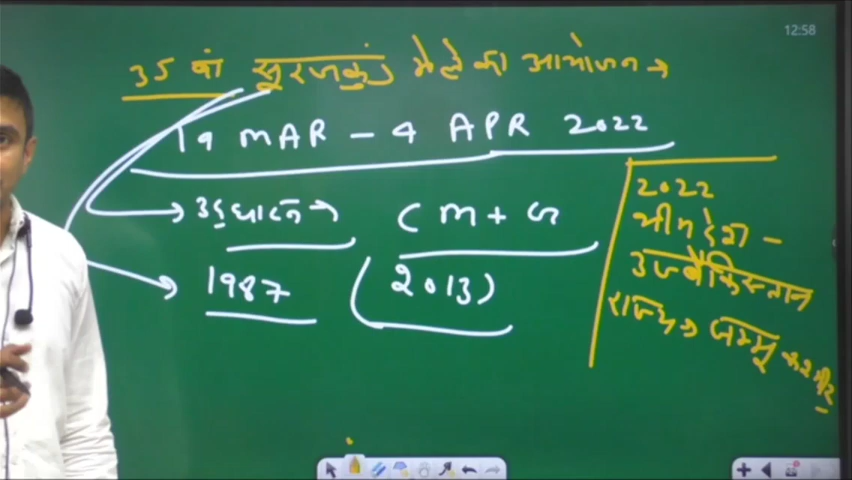 12:58
35 वां सूरजकुंड मेले का आयोजन →
19 MAR - 4 APR 2022
→ उद्घाटन → ( M + ज
→ 1987 ( 2013)
2022
थीम देश -
उज्बेकिस्तान
राज्य → जम्मू कश्मीर